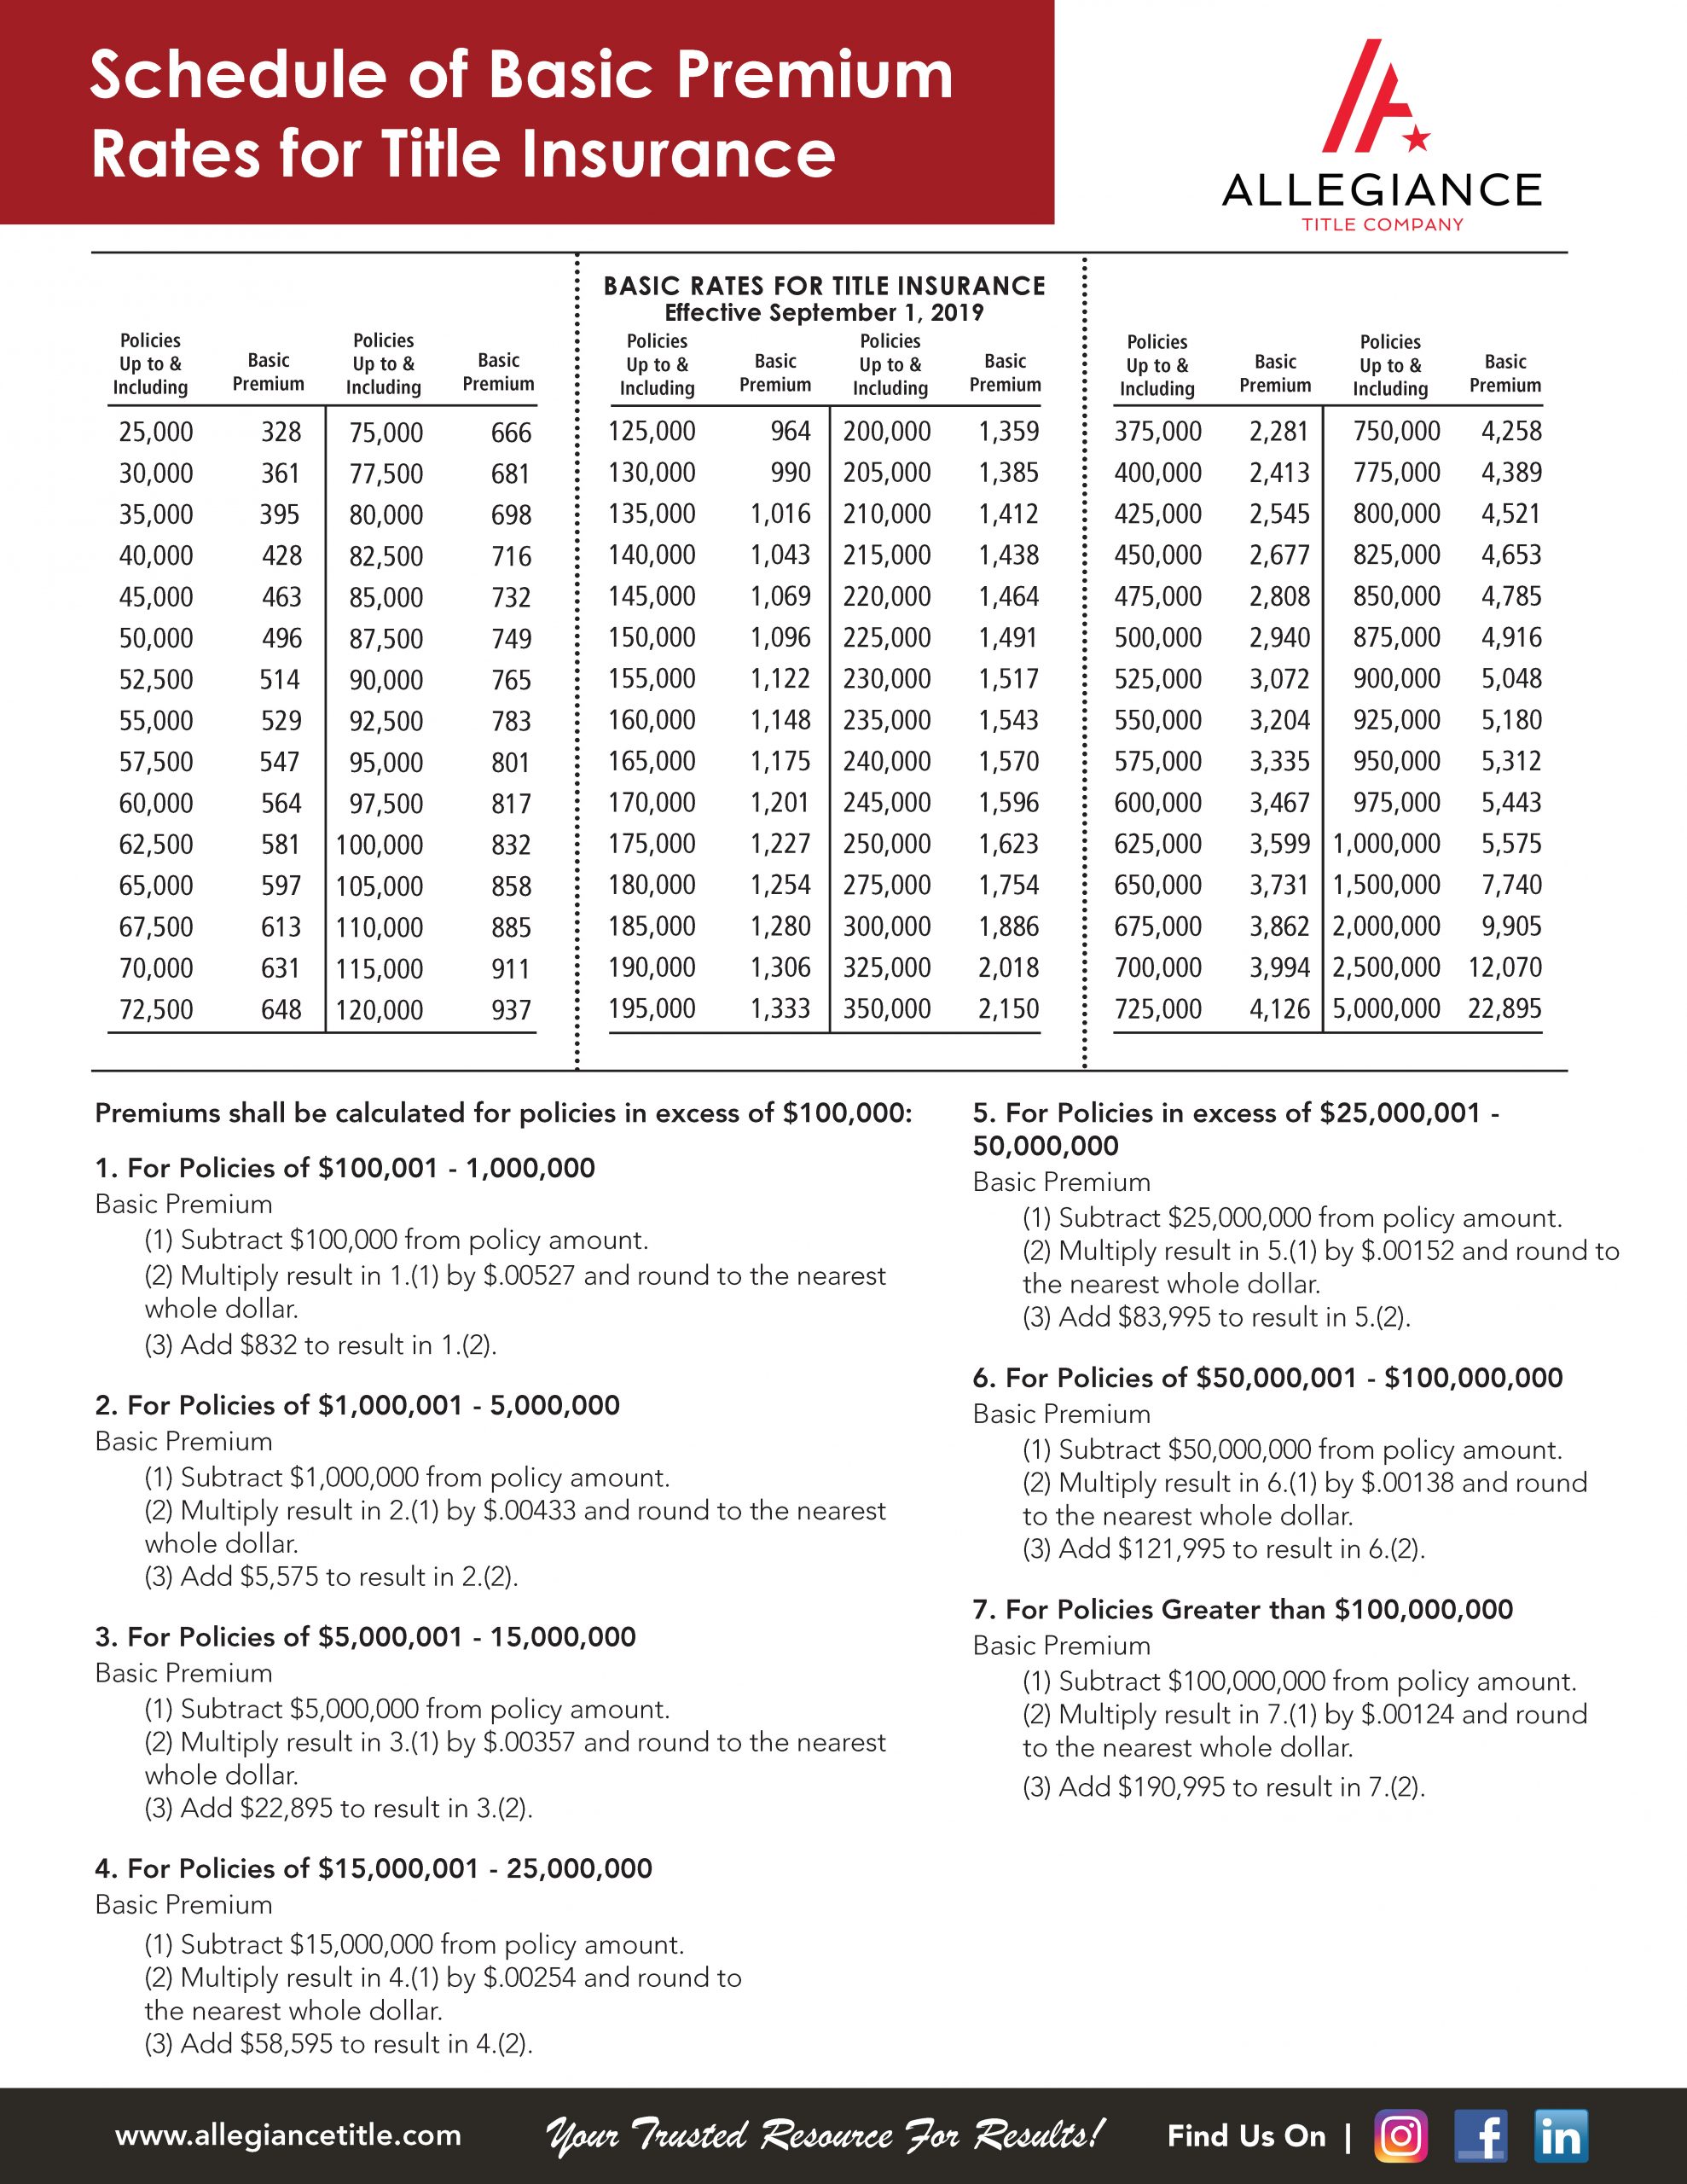 Schedule of Basic Premium
Rates for Title Insurance
ALLEGIANCE
TITLE COMPANY
BASIC RATES FOR TITLE INSURANCE
Effective September 1, 2019
Policies Policies Policies Policies Policies Policies
Up to & Basic Up to & Basic Up to & Basic Up to & Basic Up to & Basic Up to & Basic
Including Premium Including Premium Including Premium Including Premium Including Premium Including Premium
25,000 328 75,000 666 125,000 964 200,000 1,359 375,000 2,281 750,000 4,258
30,000 361 77,500 681 130,000 990 205,000 1,385 400,000 2,413 775,000 4,389
35,000 395 80,000 698 135,000 1,016 210,000 1,412 425,000 2,545 800,000 4,521
40,000 428 82,500 716 140,000 1,043 215,000 1,438 450,000 2,677 825,000 4,653
45,000 463 85,000 732 145,000 1,069 220,000 1,464 475,000 2,808 850,000 4,785
50,000 496 87,500 749 150,000 1,096 225,000 1,491 500,000 2,940 875,000 4,916
52,500 514 90,000 765 155,000 1,122 230,000 1,517 525,000 3,072 900,000 5,048
55,000 529 92,500 783 160,000 1,148 235,000 1,543 550,000 3,204 925,000 5,180
57,500 547 95,000 801 165,000 1,175 240,000 1,570 575,000 3,335 950,000 5,312
60,000 564 97,500 817 170,000 1,201 245,000 1,596 600,000 3,467 975,000 5,443
62,500 581 100,000 832 175,000 1,227 250,000 1,623 625,000 3,599 1,000,000 5,575
65,000 597 105,000 858 180,000 1,254 275,000 1,754 650,000 3,731 1,500,000 7,740
67,500 613 110,000 885 185,000 1,280 300,000 1,886 675,000 3,862 2,000,000 9,905
70,000 631 115,000 911 190,000 1,306 325,000 2,018 700,000 3,994 2,500,000 12,070
72,500 648 120,000 937 195,000 1,333 350,000 2,150 725,000 4,126 5,000,000 22,895
Premiums shall be calculated for policies in excess of $100,000:
1. For Policies of $100,001 - 1,000,000
Basic Premium
(1) Subtract $100,000 from policy amount.
(2) Multiply result in 1.(1) by $.00527 and round to the nearest
whole dollar.
(3) Add $832 to result in 1.(2).
2. For Policies of $1,000,001 - 5,000,000
Basic Premium
(1) Subtract $1,000,000 from policy amount.
(2) Multiply result in 2.(1) by $.00433 and round to the nearest
whole dollar.
(3) Add $5,575 to result in 2.(2).
3. For Policies of $5,000,001 - 15,000,000
Basic Premium
(1) Subtract $5,000,000 from policy amount.
(2) Multiply result in 3.(1) by $.00357 and round to the nearest
whole dollar.
(3) Add $22,895 to result in 3.(2).
4. For Policies of $15,000,001 - 25,000,000
Basic Premium
(1) Subtract $15,000,000 from policy amount.
(2) Multiply result in 4.(1) by $.00254 and round to
the nearest whole dollar.
(3) Add $58,595 to result in 4.(2).
5. For Policies in excess of $25,000,001 -
50,000,000
Basic Premium
(1) Subtract $25,000,000 from policy amount.
(2) Multiply result in 5.(1) by $.00152 and round to
the nearest whole dollar.
(3) Add $83,995 to result in 5.(2).
6. For Policies of $50,000,001 - $100,000,000
Basic Premium
(1) Subtract $50,000,000 from policy amount.
(2) Multiply result in 6.(1) by $.00138 and round
to the nearest whole dollar.
(3) Add $121,995 to result in 6.(2).
7. For Policies Greater than $100,000,000
Basic Premium
(1) Subtract $100,000,000 from policy amount.
(2) Multiply result in 7.(1) by $.00124 and round
to the nearest whole dollar.
(3) Add $190,995 to result in 7.(2).
www.allegiancetitle.com Your Trusted Resource For Results! Find Us On | f in